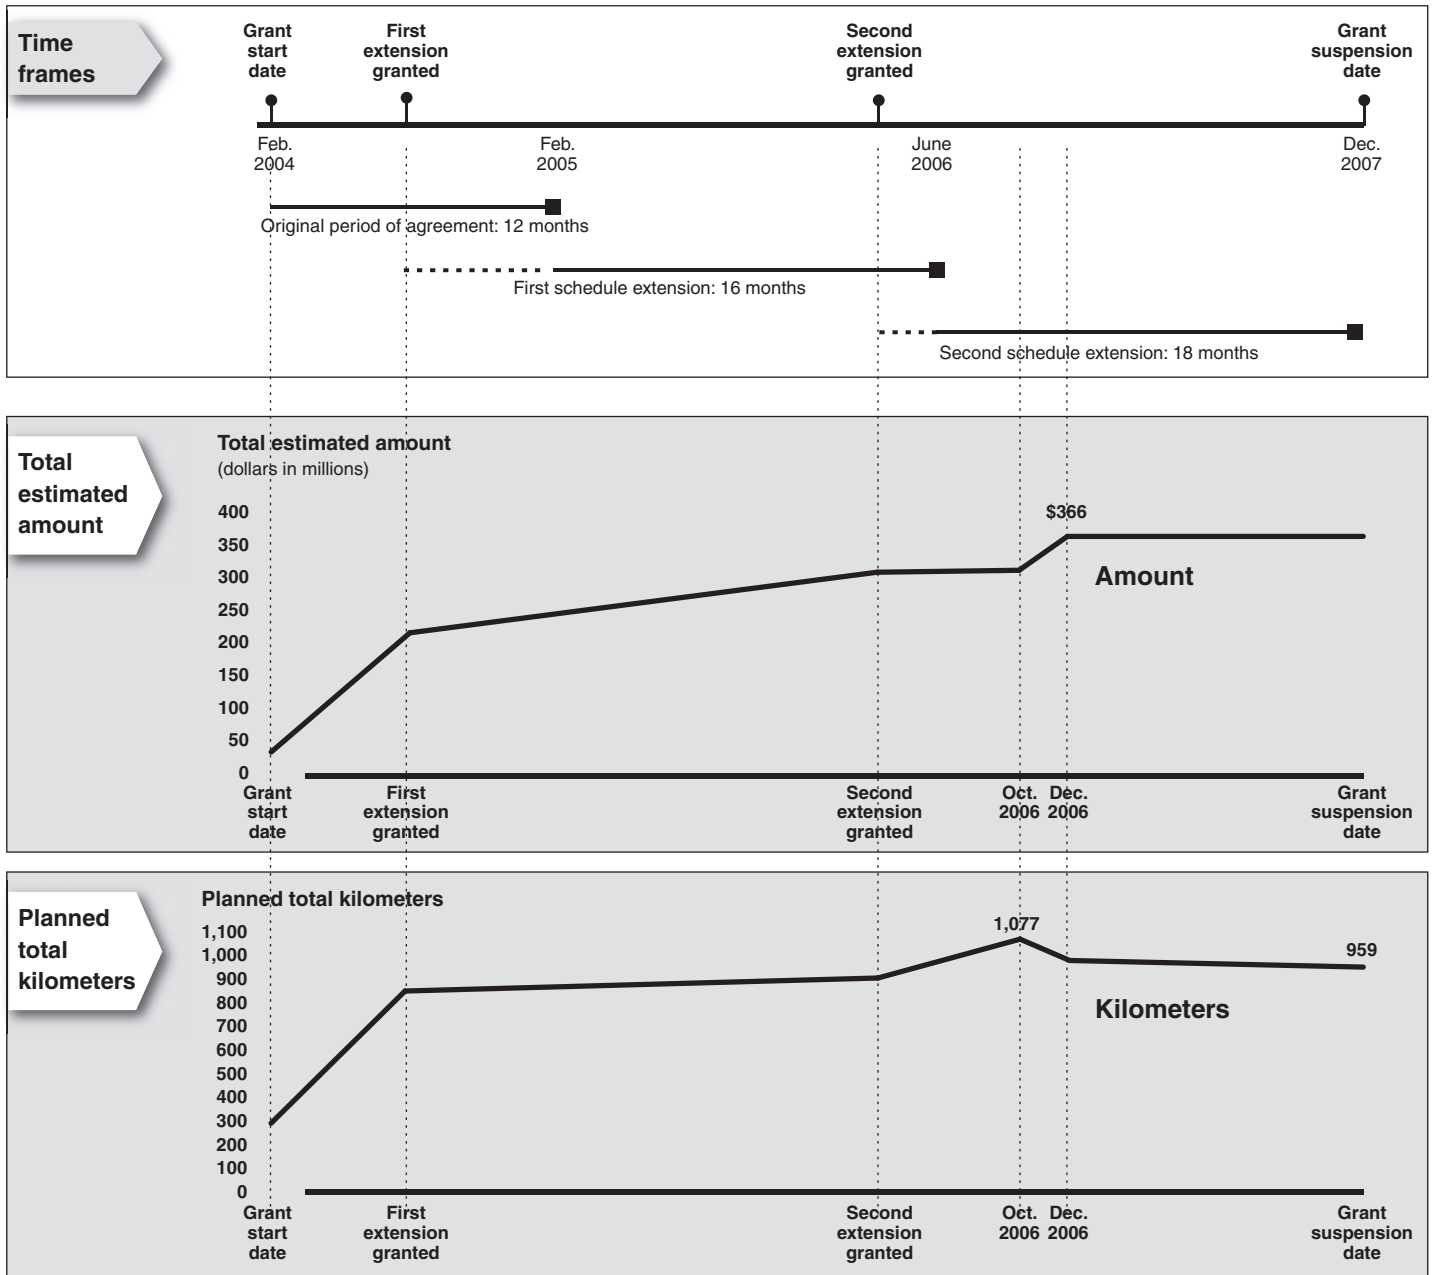 Time
frames
Grant
start
date
First
extension
granted
Second
extension
granted
Grant
suspension
date
Feb.
2004
Feb.
2005
June
2006
Dec.
2007
Original period of agreement: 12 months
First schedule extension: 16 months
Second schedule extension: 18 months
Total
estimated
amount
Total estimated amount
(dollars in millions)
400
350
300
250
200
150
100
50
0
$366
Amount
Grant
start
date
First
extension
granted
Second
extension
granted
Oct.
2006
Dec.
2006
Grant
suspension
date
Planned
total
kilometers
Planned total kilometers
1,100
1,000
900
800
700
600
500
400
300
200
100
0
1,077
959
Kilometers
Grant
start
date
First
extension
granted
Second
extension
granted
Oct.
2006
Dec.
2006
Grant
suspension
date